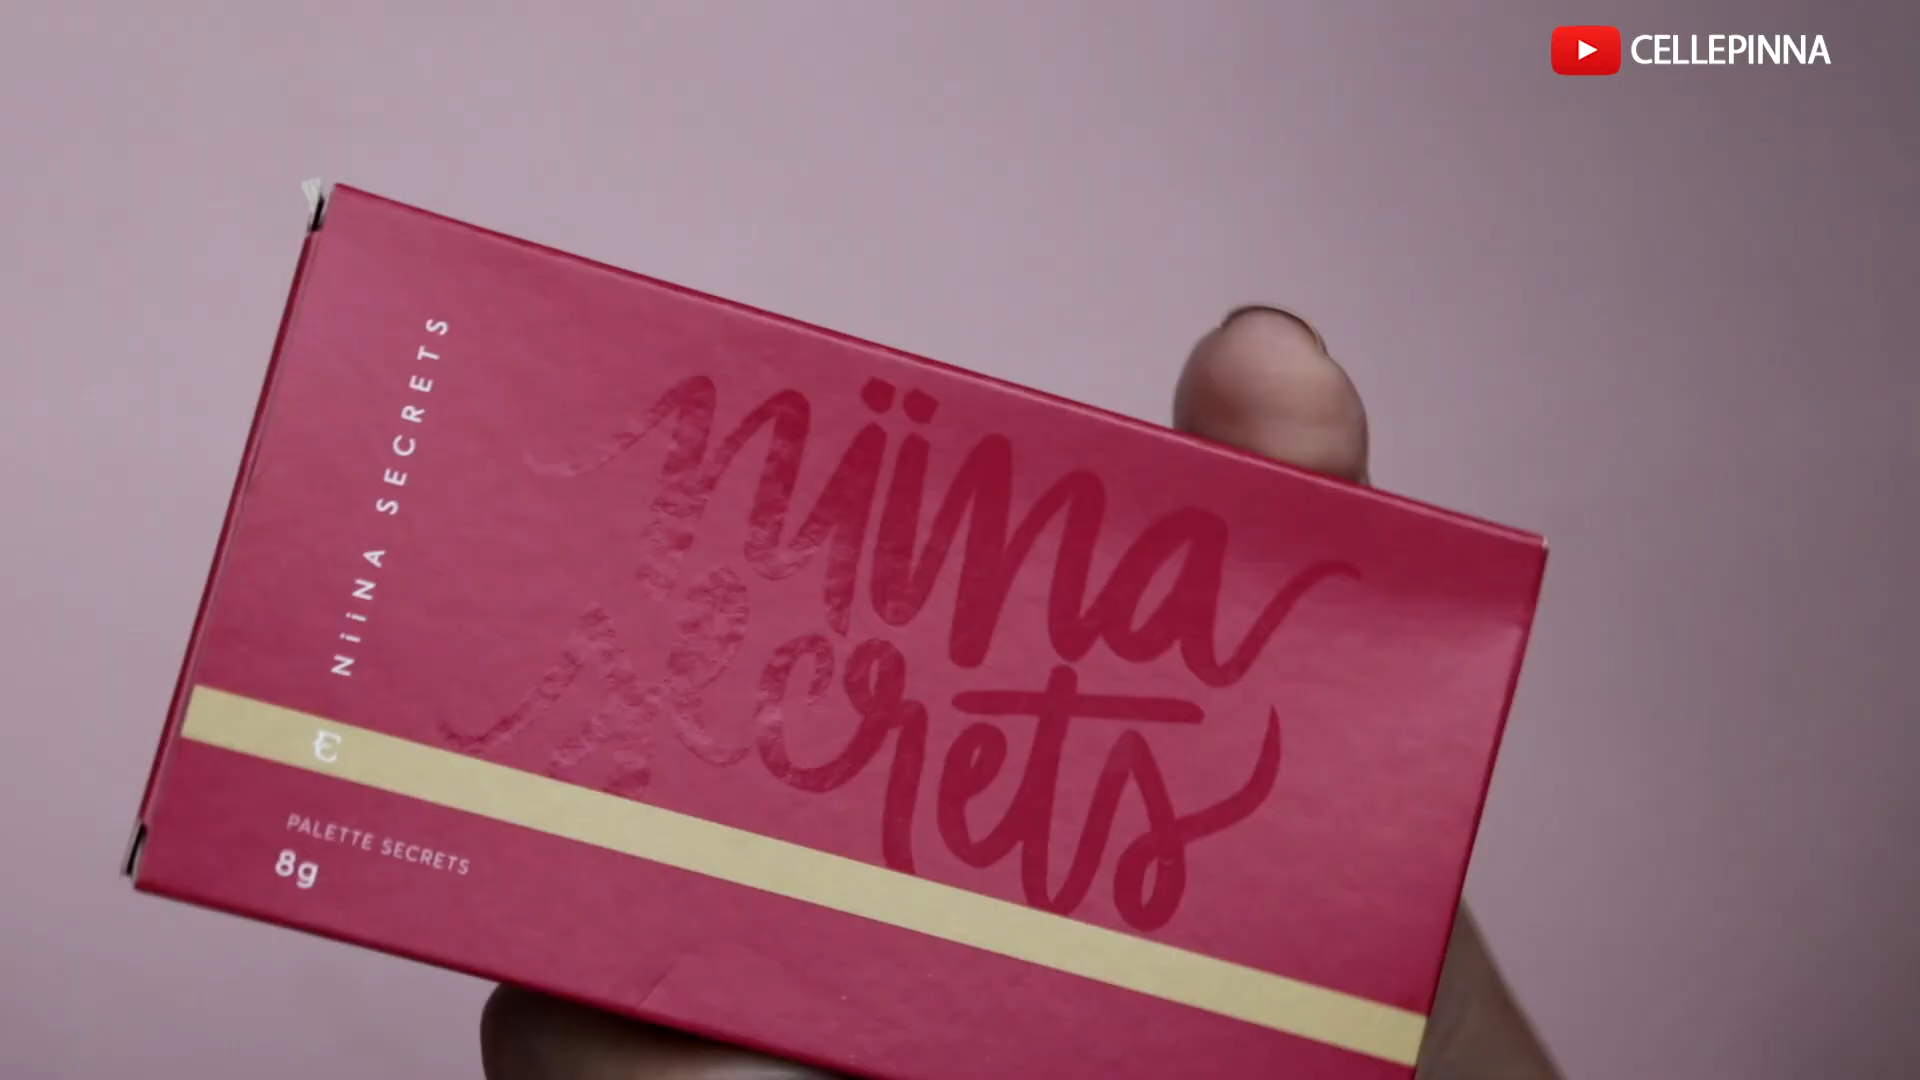 CELLEPINNA
NiiNA SECRETS
niina
secrets
E
PALETTE SECRETS
8g